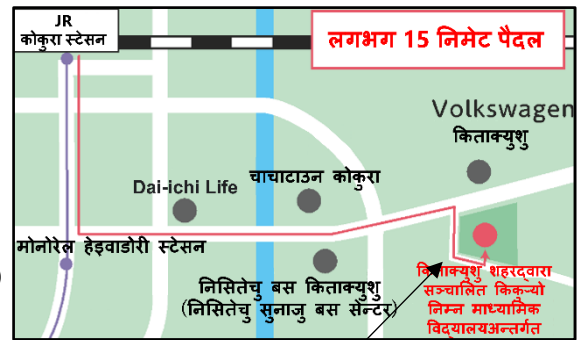 JR
कोकुरा स्टेसन
लगभग 15 निमेट पैदल
Volkswagen
किताक्युशु
चाचाटाउन कोकुरा
Dai-ichi Life
मोनोरेल हेइवाडोरी स्टेसन
निसितेचु बस किताक्युशु
(निसितेचु सुनाजु बस सेन्टर)
किताक्युशु शहरद्वारा
सञ्चालित किकुर्‍यो
निम्न माध्यामिक
विद्यालयअन्तर्गत